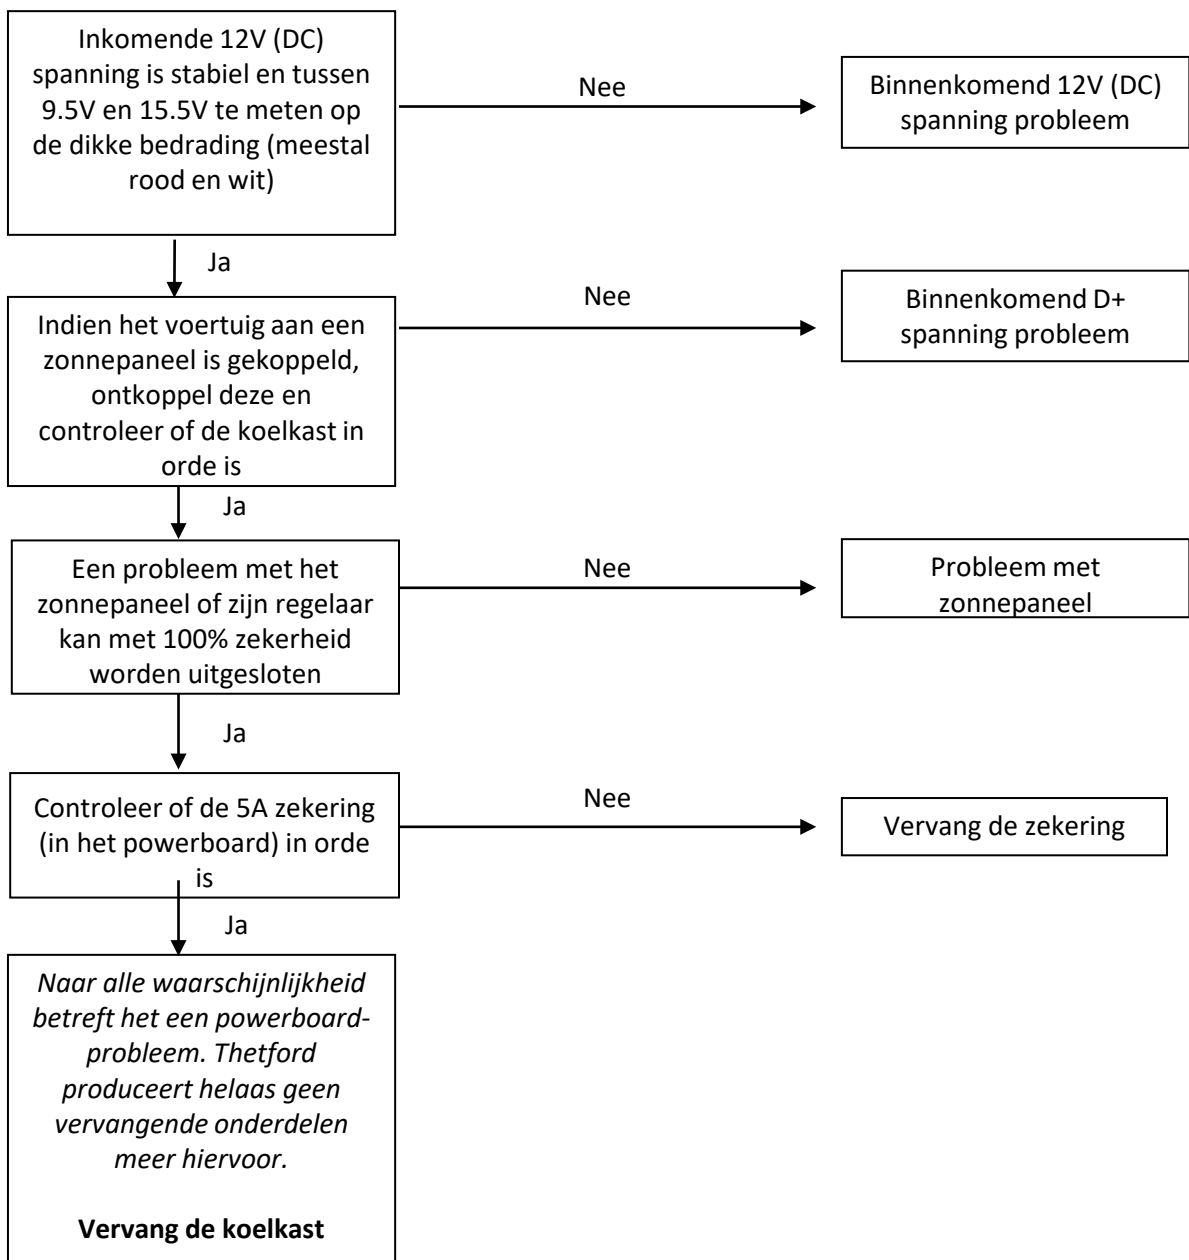 Inkomende 12V (DC)
spanning is stabiel en tussen
9.5V en 15.5V te meten op
de dikke bedrading (meestal
rood en wit)
Nee
Binnenkomend 12V (DC)
spanning probleem
Ja
Indien het voertuig aan een
zonnepaneel is gekoppeld,
ontkoppel deze en
controleer of de koelkast in
orde is
Nee
Binnenkomend D+
spanning probleem
Ja
Een probleem met het
zonnepaneel of zijn regelaar
kan met 100% zekerheid
worden uitgesloten
Nee
Probleem met
zonnepaneel
Ja
Controleer of de 5A zekering
(in het powerboard) in orde
is
Nee
Vervang de zekering
Ja
Naar alle waarschijnlijkheid
betreft het een powerboard-
probleem. Thetford
produceert helaas geen
vervangende onderdelen
meer hiervoor.
Vervang de koelkast